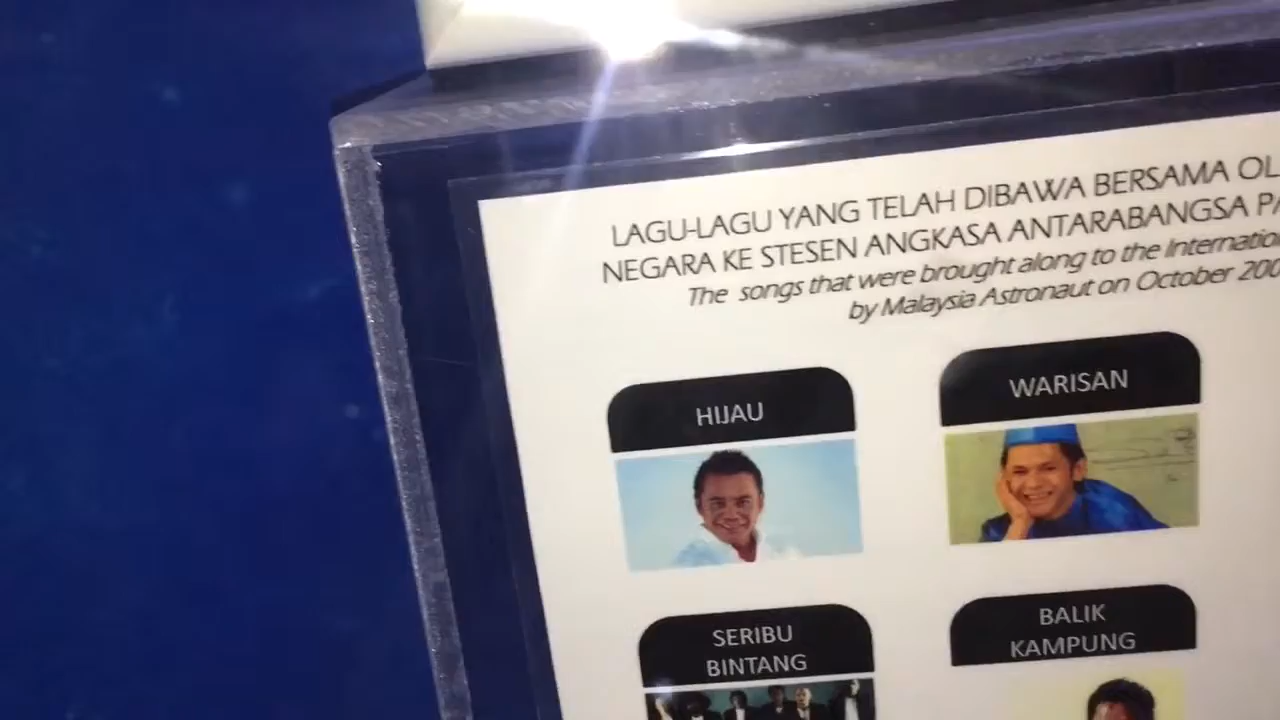 LAGU-LAGU YANG TELAH DIBAWA BERSAMA
NEGARA KE STESEN ANGKASA ANTARABANGSA
The songs that were brought along to the
by Malaysia Astronaut on October
HIJAU
WARISAN
SERIBU
BINTANG
BALIK
KAMPUNG